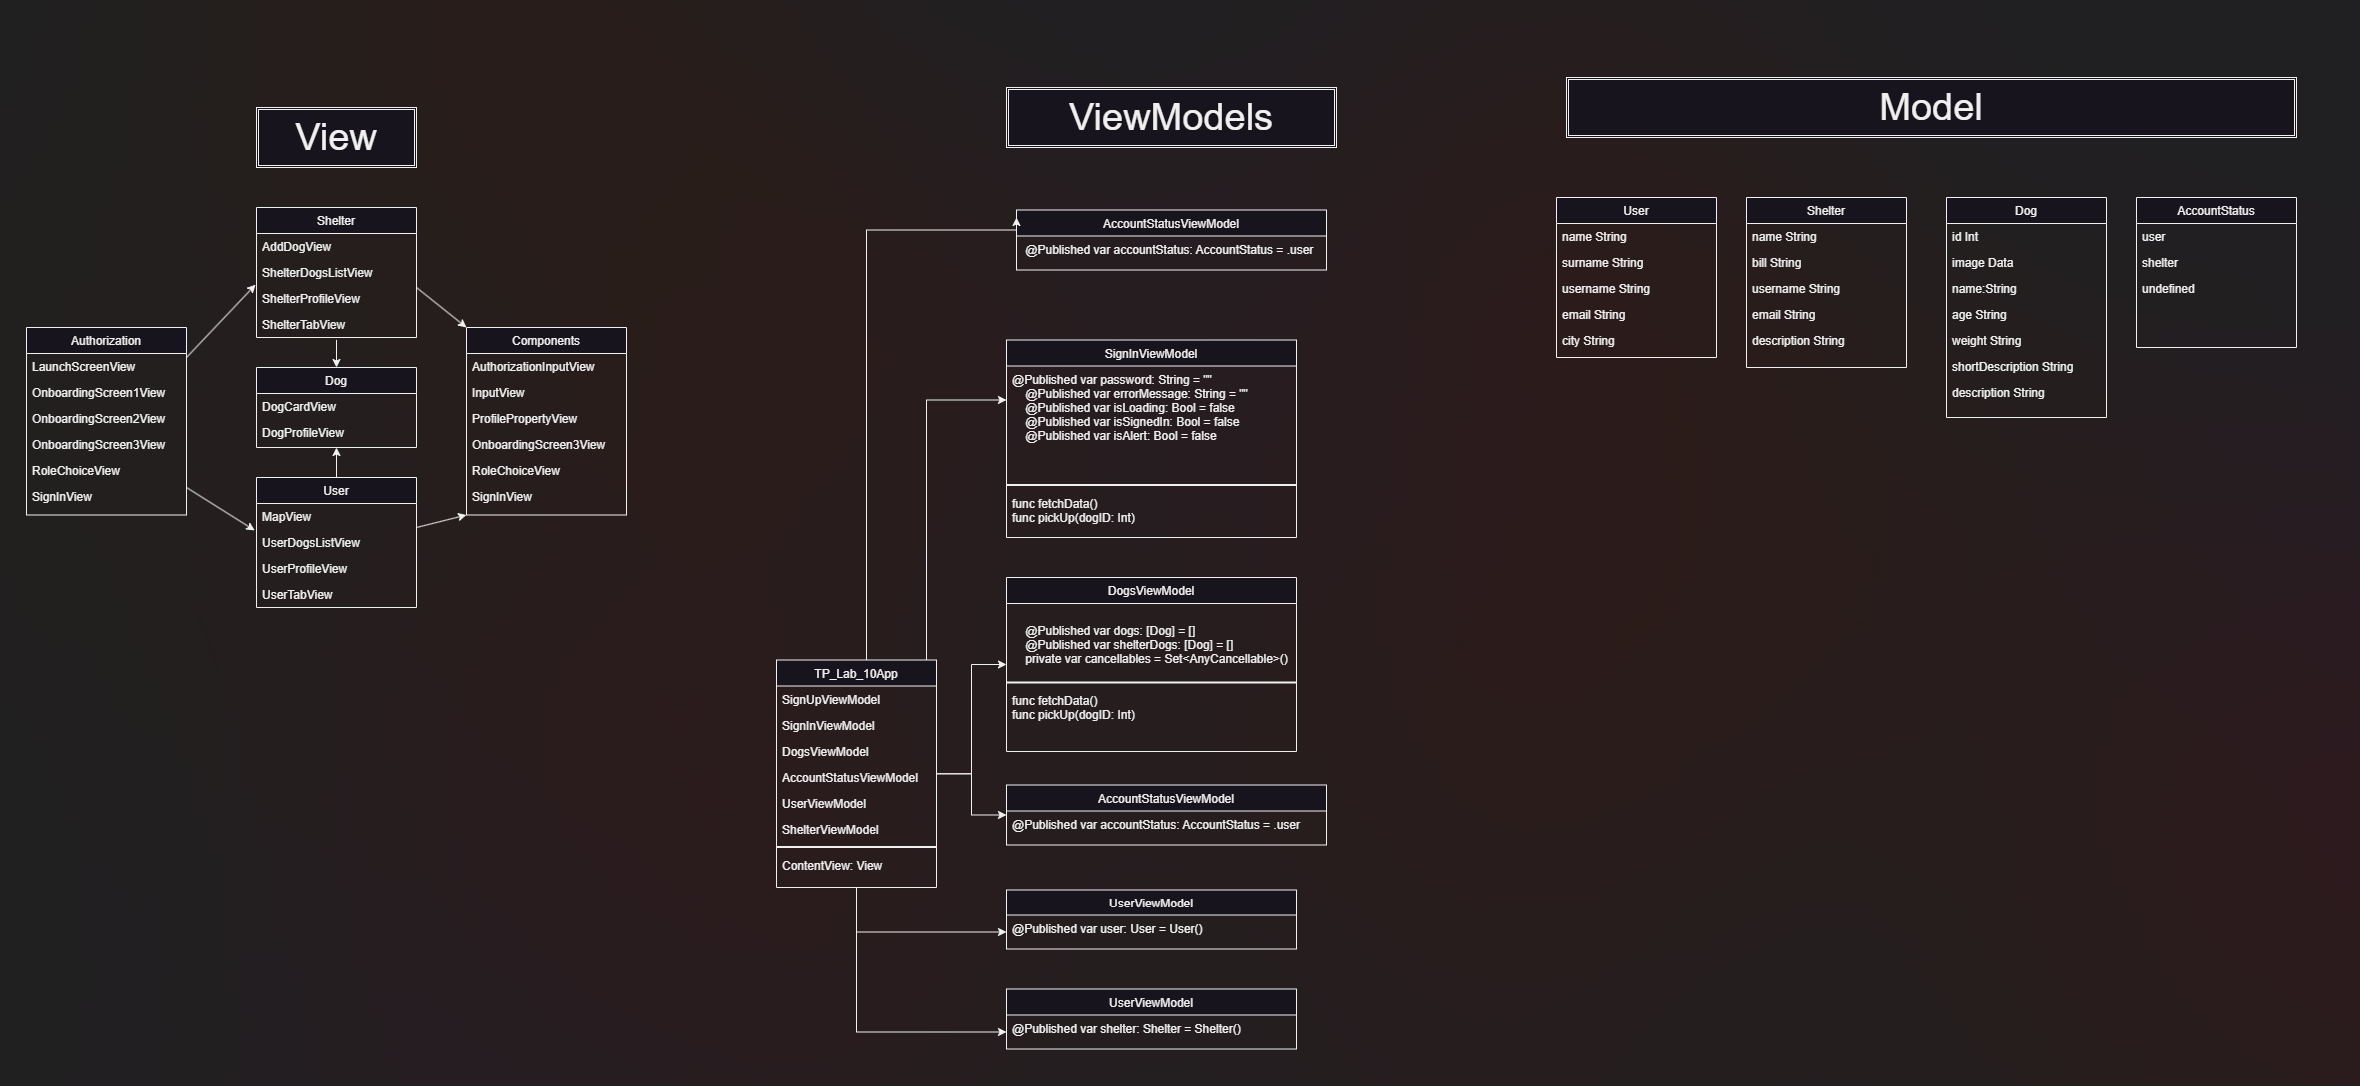 View
Shelter
AddDogView
ShelterDogsListView
ShelterProfileView
ShelterTabView
Authorization
LaunchScreenView
OnboardingScreen1View
OnboardingScreen2View
OnboardingScreen3View
RoleChoiceView
SignInView
Dog
DogCardView
DogProfileView
User
MapView
UserDogsListView
UserProfileView
UserTabView
Components
AuthorizationInputView
InputView
ProfilePropertyView
OnboardingScreen3View
RoleChoiceView
SignInView
ViewModels
AccountStatusViewModel
@Published var accountStatus: AccountStatus = .user
SignInViewModel
@Published var password: String = ""
@Published var errorMessage: String = ""
@Published var isLoading: Bool = false
@Published var isSignedIn: Bool = false
@Published var isAlert: Bool = false
func fetchData()
func pickUp(dogID: Int)
DogsViewModel
@Published var dogs: [Dog] = []
@Published var shelterDogs: [Dog] = []
private var cancellables = Set<AnyCancellable>()
func fetchData()
func pickUp(dogID: Int)
TP_Lab_10App
SignUpViewModel
SignInViewModel
DogsViewModel
AccountStatusViewModel
UserViewModel
ShelterViewModel
ContentView: View
AccountStatusViewModel
@Published var accountStatus: AccountStatus = .user
UserViewModel
@Published var user: User = User()
UserViewModel
@Published var shelter: Shelter = Shelter()
Model
User
name String
surname String
username String
email String
city String
Shelter
name String
bill String
username String
email String
description String
Dog
id Int
image Data
name:String
age String
weight String
shortDescription String
description String
AccountStatus
user
shelter
undefined